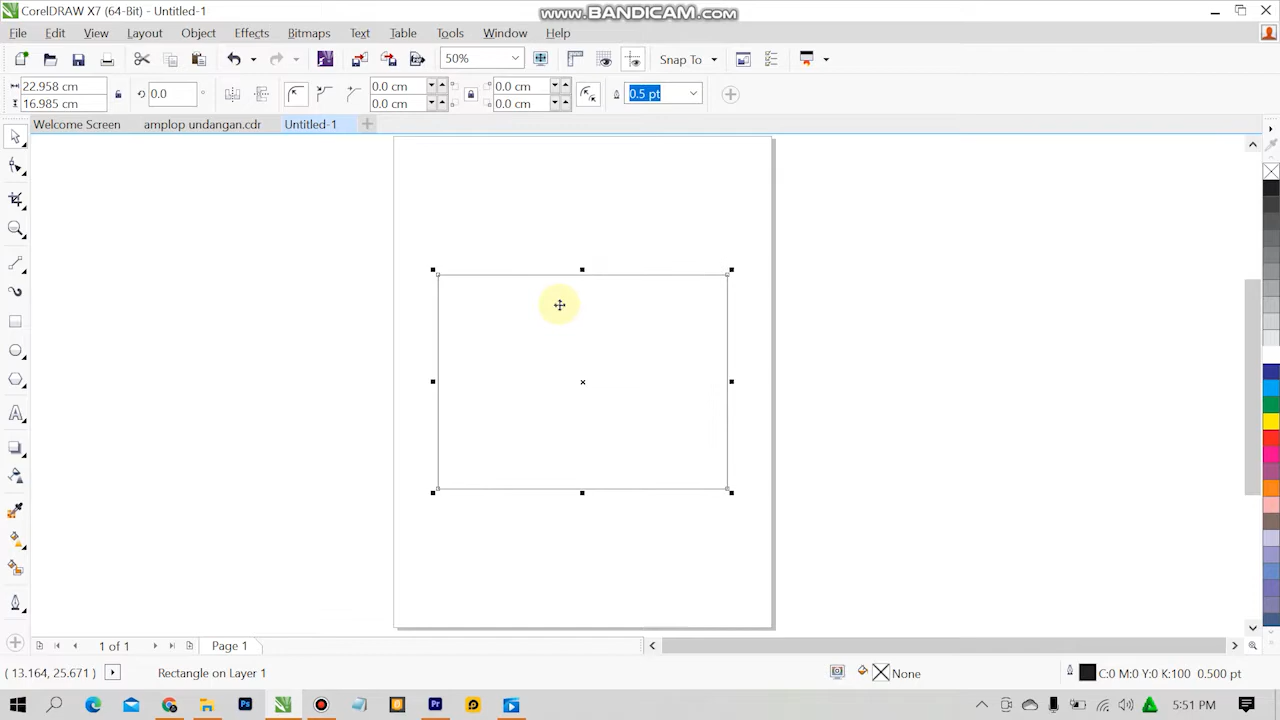 CorelDRAW X7 (64-Bit) - Untitled-1
www.BANDICAM.com
File Edit View Layout Object Effects Bitmaps Text Table Tools Window Help
50%
Snap To
22.958 cm
16.985 cm
0.0 °
0.0 cm
0.0 cm
0.0 cm
0.0 cm
0.5 pt
Welcome Screen amplop undangan.cdr Untitled-1
1 of 1
Page 1
( 13.164, 25.671 )
Rectangle on Layer 1
None
C:0 M:0 Y:0 K:100 0.500 pt
Ps
Pr
5:51 PM